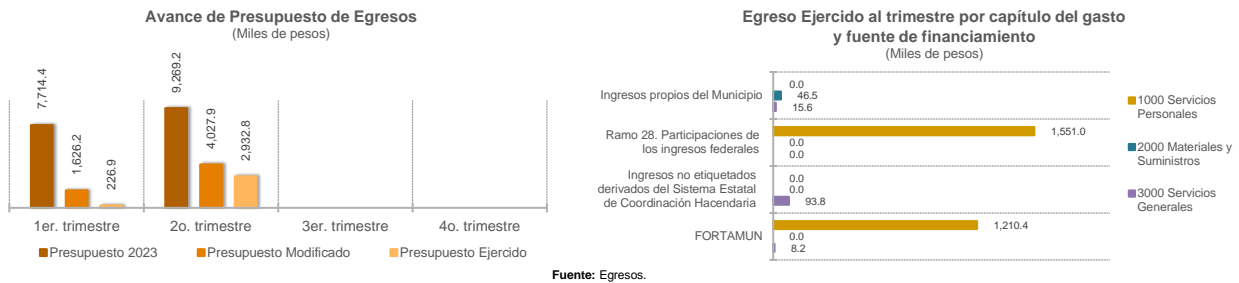 Avance de Presupuesto de Egresos
(Miles de pesos)
7,714.4
1,626.2
226.9
9,269.2
4,027.9
2,932.8
1er. trimestre
2o. trimestre
3er. trimestre
4o. trimestre
Presupuesto 2023
Presupuesto Modificado
Presupuesto Ejercido
Egreso Ejercido al trimestre por capítulo del gasto
y fuente de financiamiento
(Miles de pesos)
Ingresos propios del Municipio
0.0
46.5
15.6
Ramo 28. Participaciones de
los ingresos federales
1,551.0
0.0
0.0
Ingresos no etiquetados
derivados del Sistema Estatal
de Coordinación Hacendaria
0.0
0.0
93.8
FORTAMUN
1,210.4
0.0
8.2
1000 Servicios
Personales
2000 Materiales y
Suministros
3000 Servicios
Generales
Fuente: Egresos.